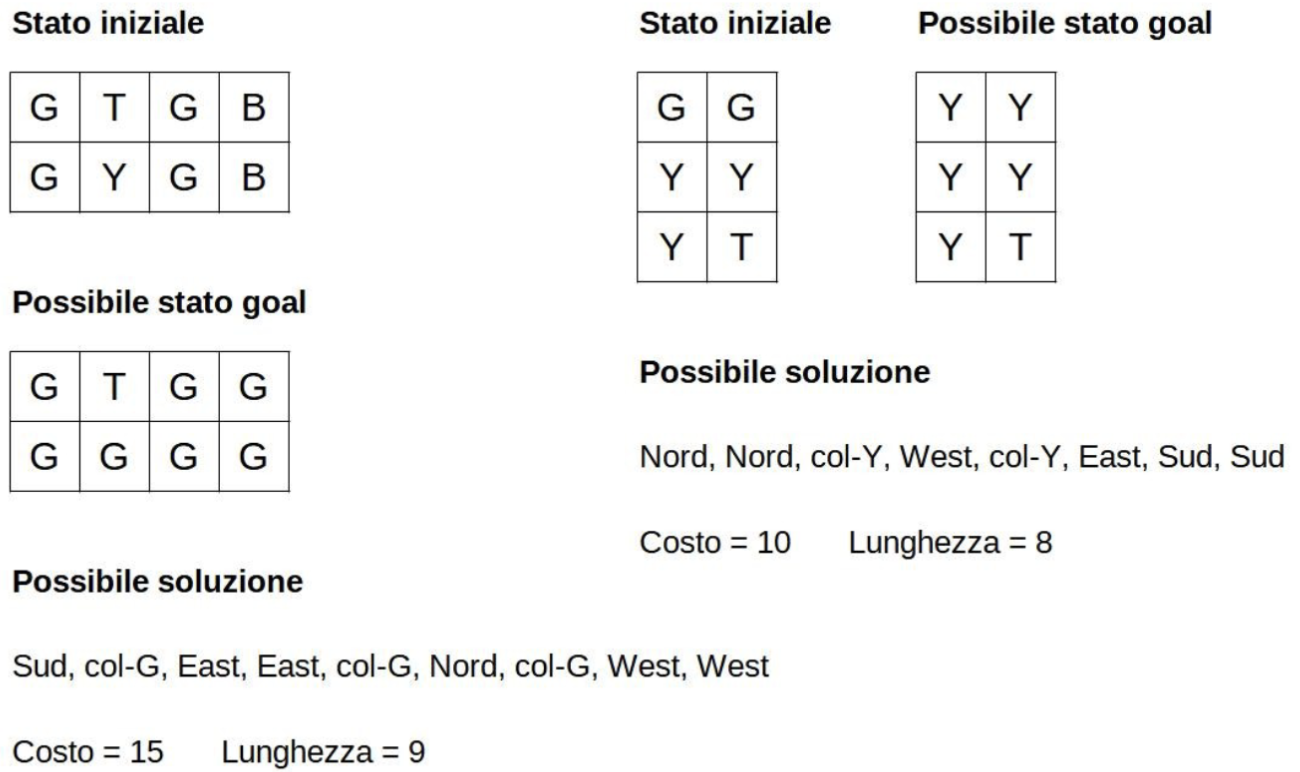 Stato iniziale
G T G B
G Y G B
Possibile stato goal
G T G G
G G G G
Possibile soluzione
Sud, col-G, East, East, col-G, Nord, col-G, West, West
Costo = 15 Lunghezza = 9
Stato iniziale
G G
Y Y
Y T
Possibile stato goal
Y Y
Y Y
Y T
Possibile soluzione
Nord, Nord, col-Y, West, col-Y, East, Sud, Sud
Costo = 10 Lunghezza = 8